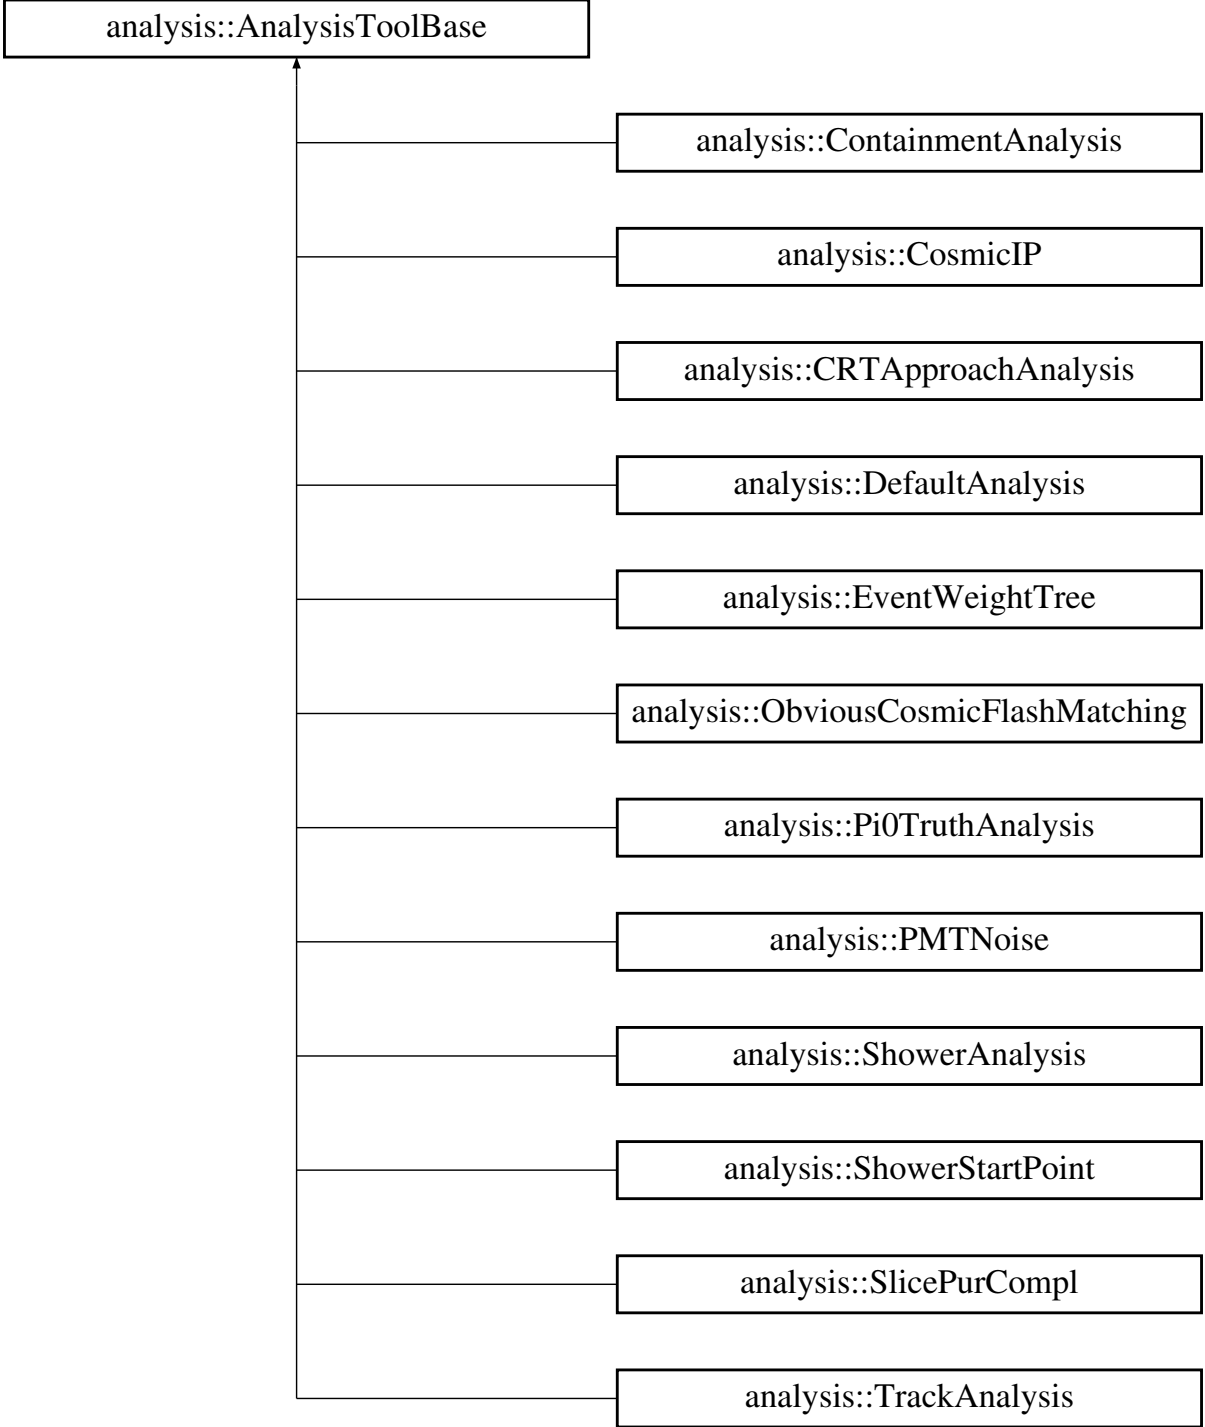 analysis::AnalysisToolBase
analysis::ContainmentAnalysis
analysis::CosmicIP
analysis::CRTApproachAnalysis
analysis::DefaultAnalysis
analysis::EventWeightTree
analysis::ObviousCosmicFlashMatching
analysis::Pi0TruthAnalysis
analysis::PMTNoise
analysis::ShowerAnalysis
analysis::ShowerStartPoint
analysis::SlicePurCompl
analysis::TrackAnalysis